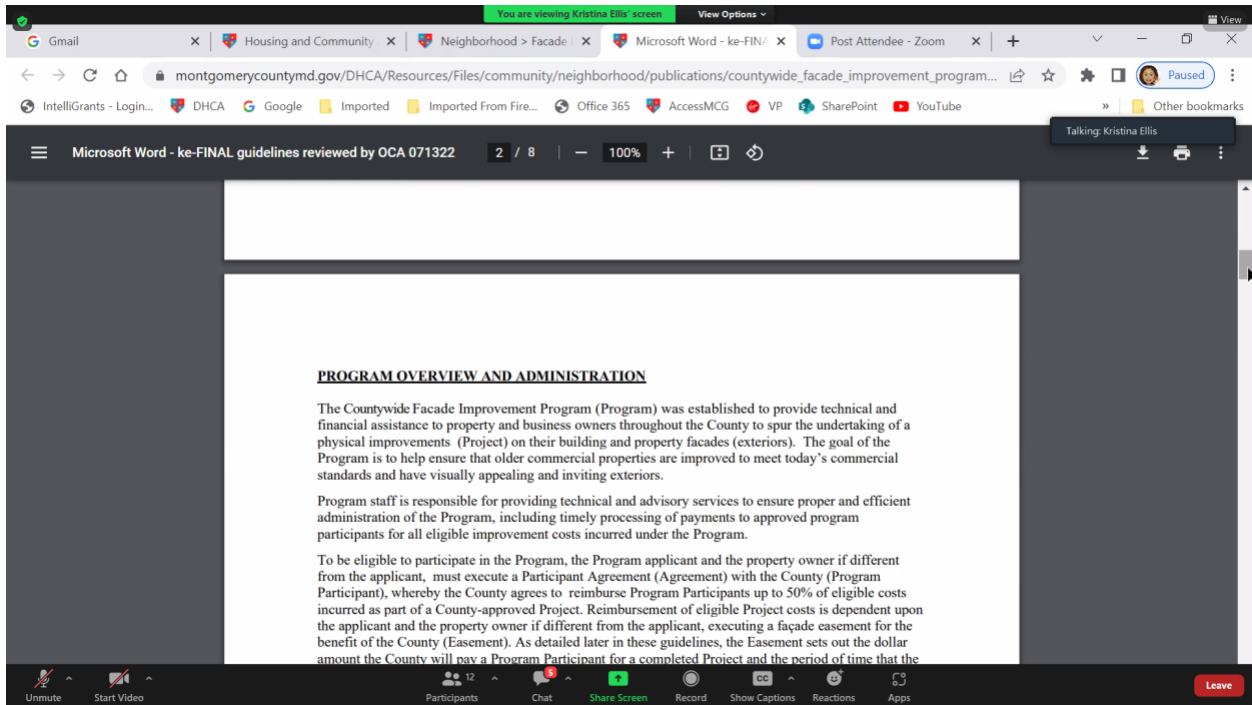 You are viewing Kristina Ellis' screen View Options
View
Gmail Housing and Community Neighborhood > Facade Microsoft Word - ke-FINA Post Attendee - Zoom
montgomerycountymd.gov/DHCA/Resources/Files/community/neighborhood/publications/countywide_facade_improvement_program... Paused
IntelliGrants - Login... DHCA Google Imported Imported From Fire... Office 365 AccessMCG VP SharePoint YouTube » Other bookmarks
Talking: Kristina Ellis
Microsoft Word - ke-FINAL guidelines reviewed by OCA 071322 2 / 8 — 100% +
PROGRAM OVERVIEW AND ADMINISTRATION
The Countywide Facade Improvement Program (Program) was established to provide technical and
financial assistance to property and business owners throughout the County to spur the undertaking of a
physical improvements (Project) on their building and property facades (exteriors). The goal of the
Program is to help ensure that older commercial properties are improved to meet today's commercial
standards and have visually appealing and inviting exteriors.
Program staff is responsible for providing technical and advisory services to ensure proper and efficient
administration of the Program, including timely processing of payments to approved program
participants for all eligible improvement costs incurred under the Program.
To be eligible to participate in the Program, the Program applicant and the property owner if different
from the applicant, must execute a Participant Agreement (Agreement) with the County (Program
Participant), whereby the County agrees to reimburse Program Participants up to 50% of eligible costs
incurred as part of a County-approved Project. Reimbursement of eligible Project costs is dependent upon
the applicant and the property owner if different from the applicant, executing a façade easement for the
benefit of the County (Easement). As detailed later in these guidelines, the Easement sets out the dollar
amount the County will pay a Program Participant for a completed Project and the period of time that the
12 5 CC
Unmute Start Video Participants Chat Share Screen Record Show Captions Reactions Apps Leave